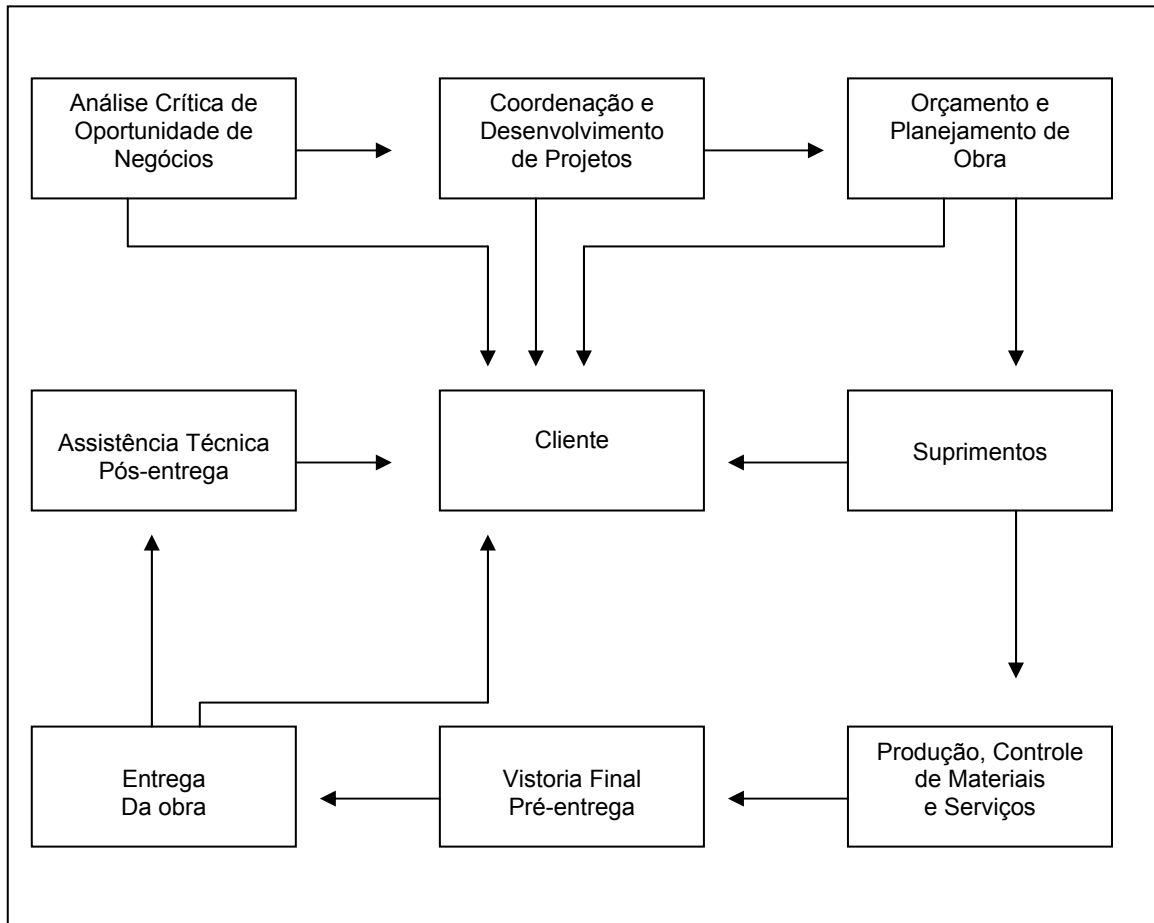 Análise Crítica de
Oportunidade de
Negócios
Coordenação e
Desenvolvimento
de Projetos
Orçamento e
Planejamento de
Obra
Assistência Técnica
Pós-entrega
Cliente
Suprimentos
Entrega
Da obra
Vistoria Final
Pré-entrega
Produção, Controle
de Materiais
e Serviços